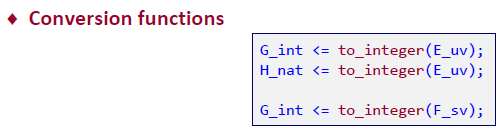 ♦ Conversion functions
G_int <= to_integer(E_uv);
H_nat <= to_integer(E_uv);
G_int <= to_integer(F_sv);